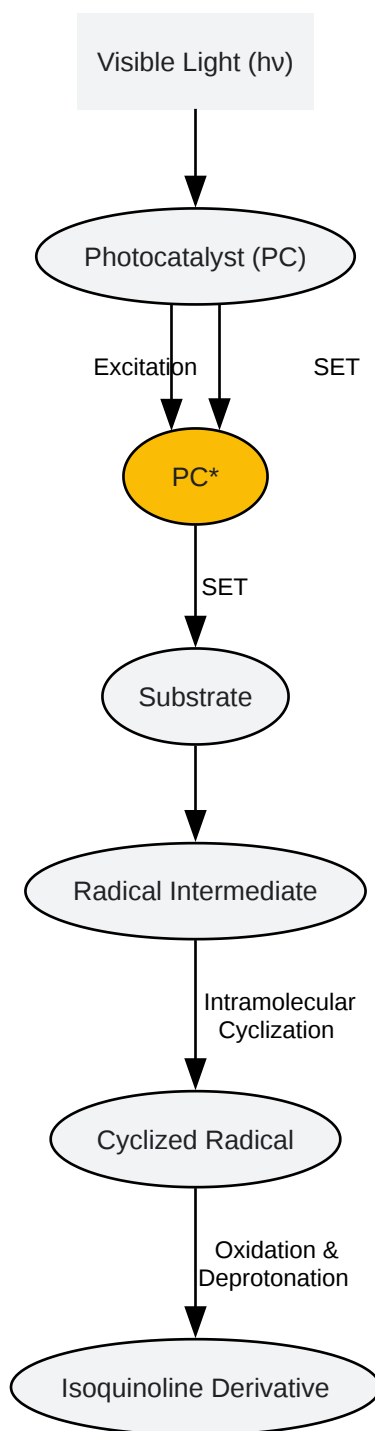 Visible Light (hν)
Photocatalyst (PC)
Excitation
SET
PC*
SET
Substrate
Radical Intermediate
Intramolecular
Cyclization
Cyclized Radical
Oxidation &
Deprotonation
Isoquinoline Derivative